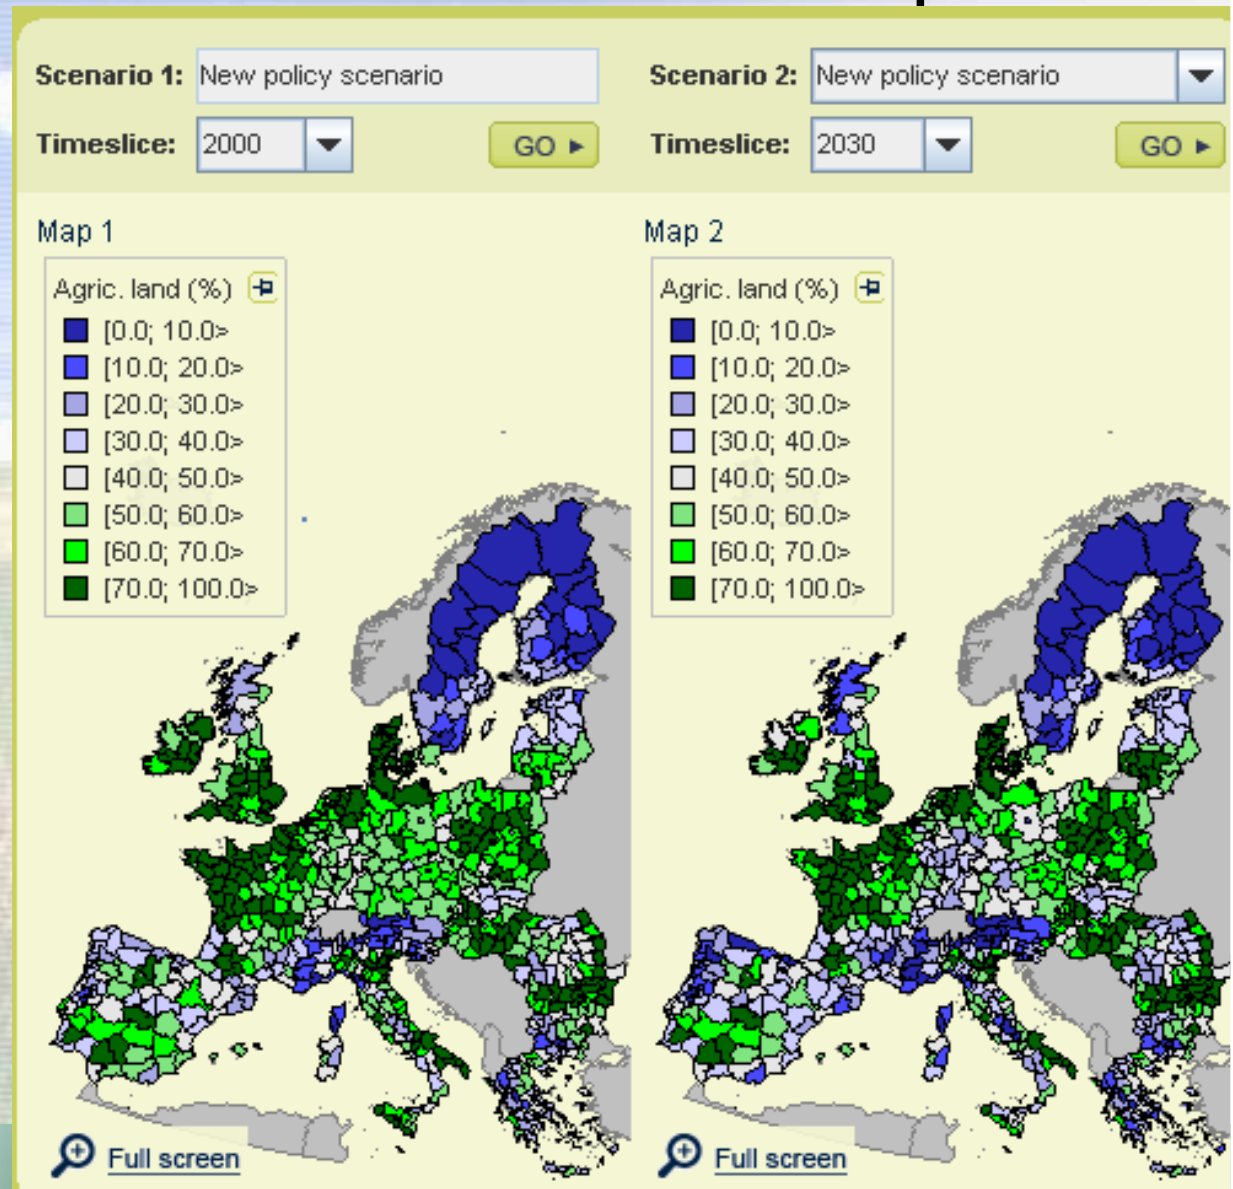 Scenario 1: New policy scenario
Timeslice: 2000 GO
Scenario 2: New policy scenario
Timeslice: 2030 GO
Map 1
Agric. land (%)
[0.0; 10.0>
[10.0; 20.0>
[20.0; 30.0>
[30.0; 40.0>
[40.0; 50.0>
[50.0; 60.0>
[60.0; 70.0>
[70.0; 100.0>
Full screen
Map 2
Agric. land (%)
[0.0; 10.0>
[10.0; 20.0>
[20.0; 30.0>
[30.0; 40.0>
[40.0; 50.0>
[50.0; 60.0>
[60.0; 70.0>
[70.0; 100.0>
Full screen